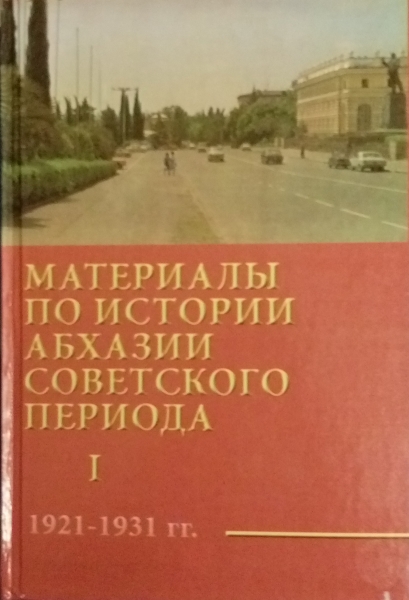 МАТЕРИАЛЫ
ПО ИСТОРИИ
АБХАЗИИ
СОВЕТСКОГО
ПЕРИОДА
I
1921-1931 гг.